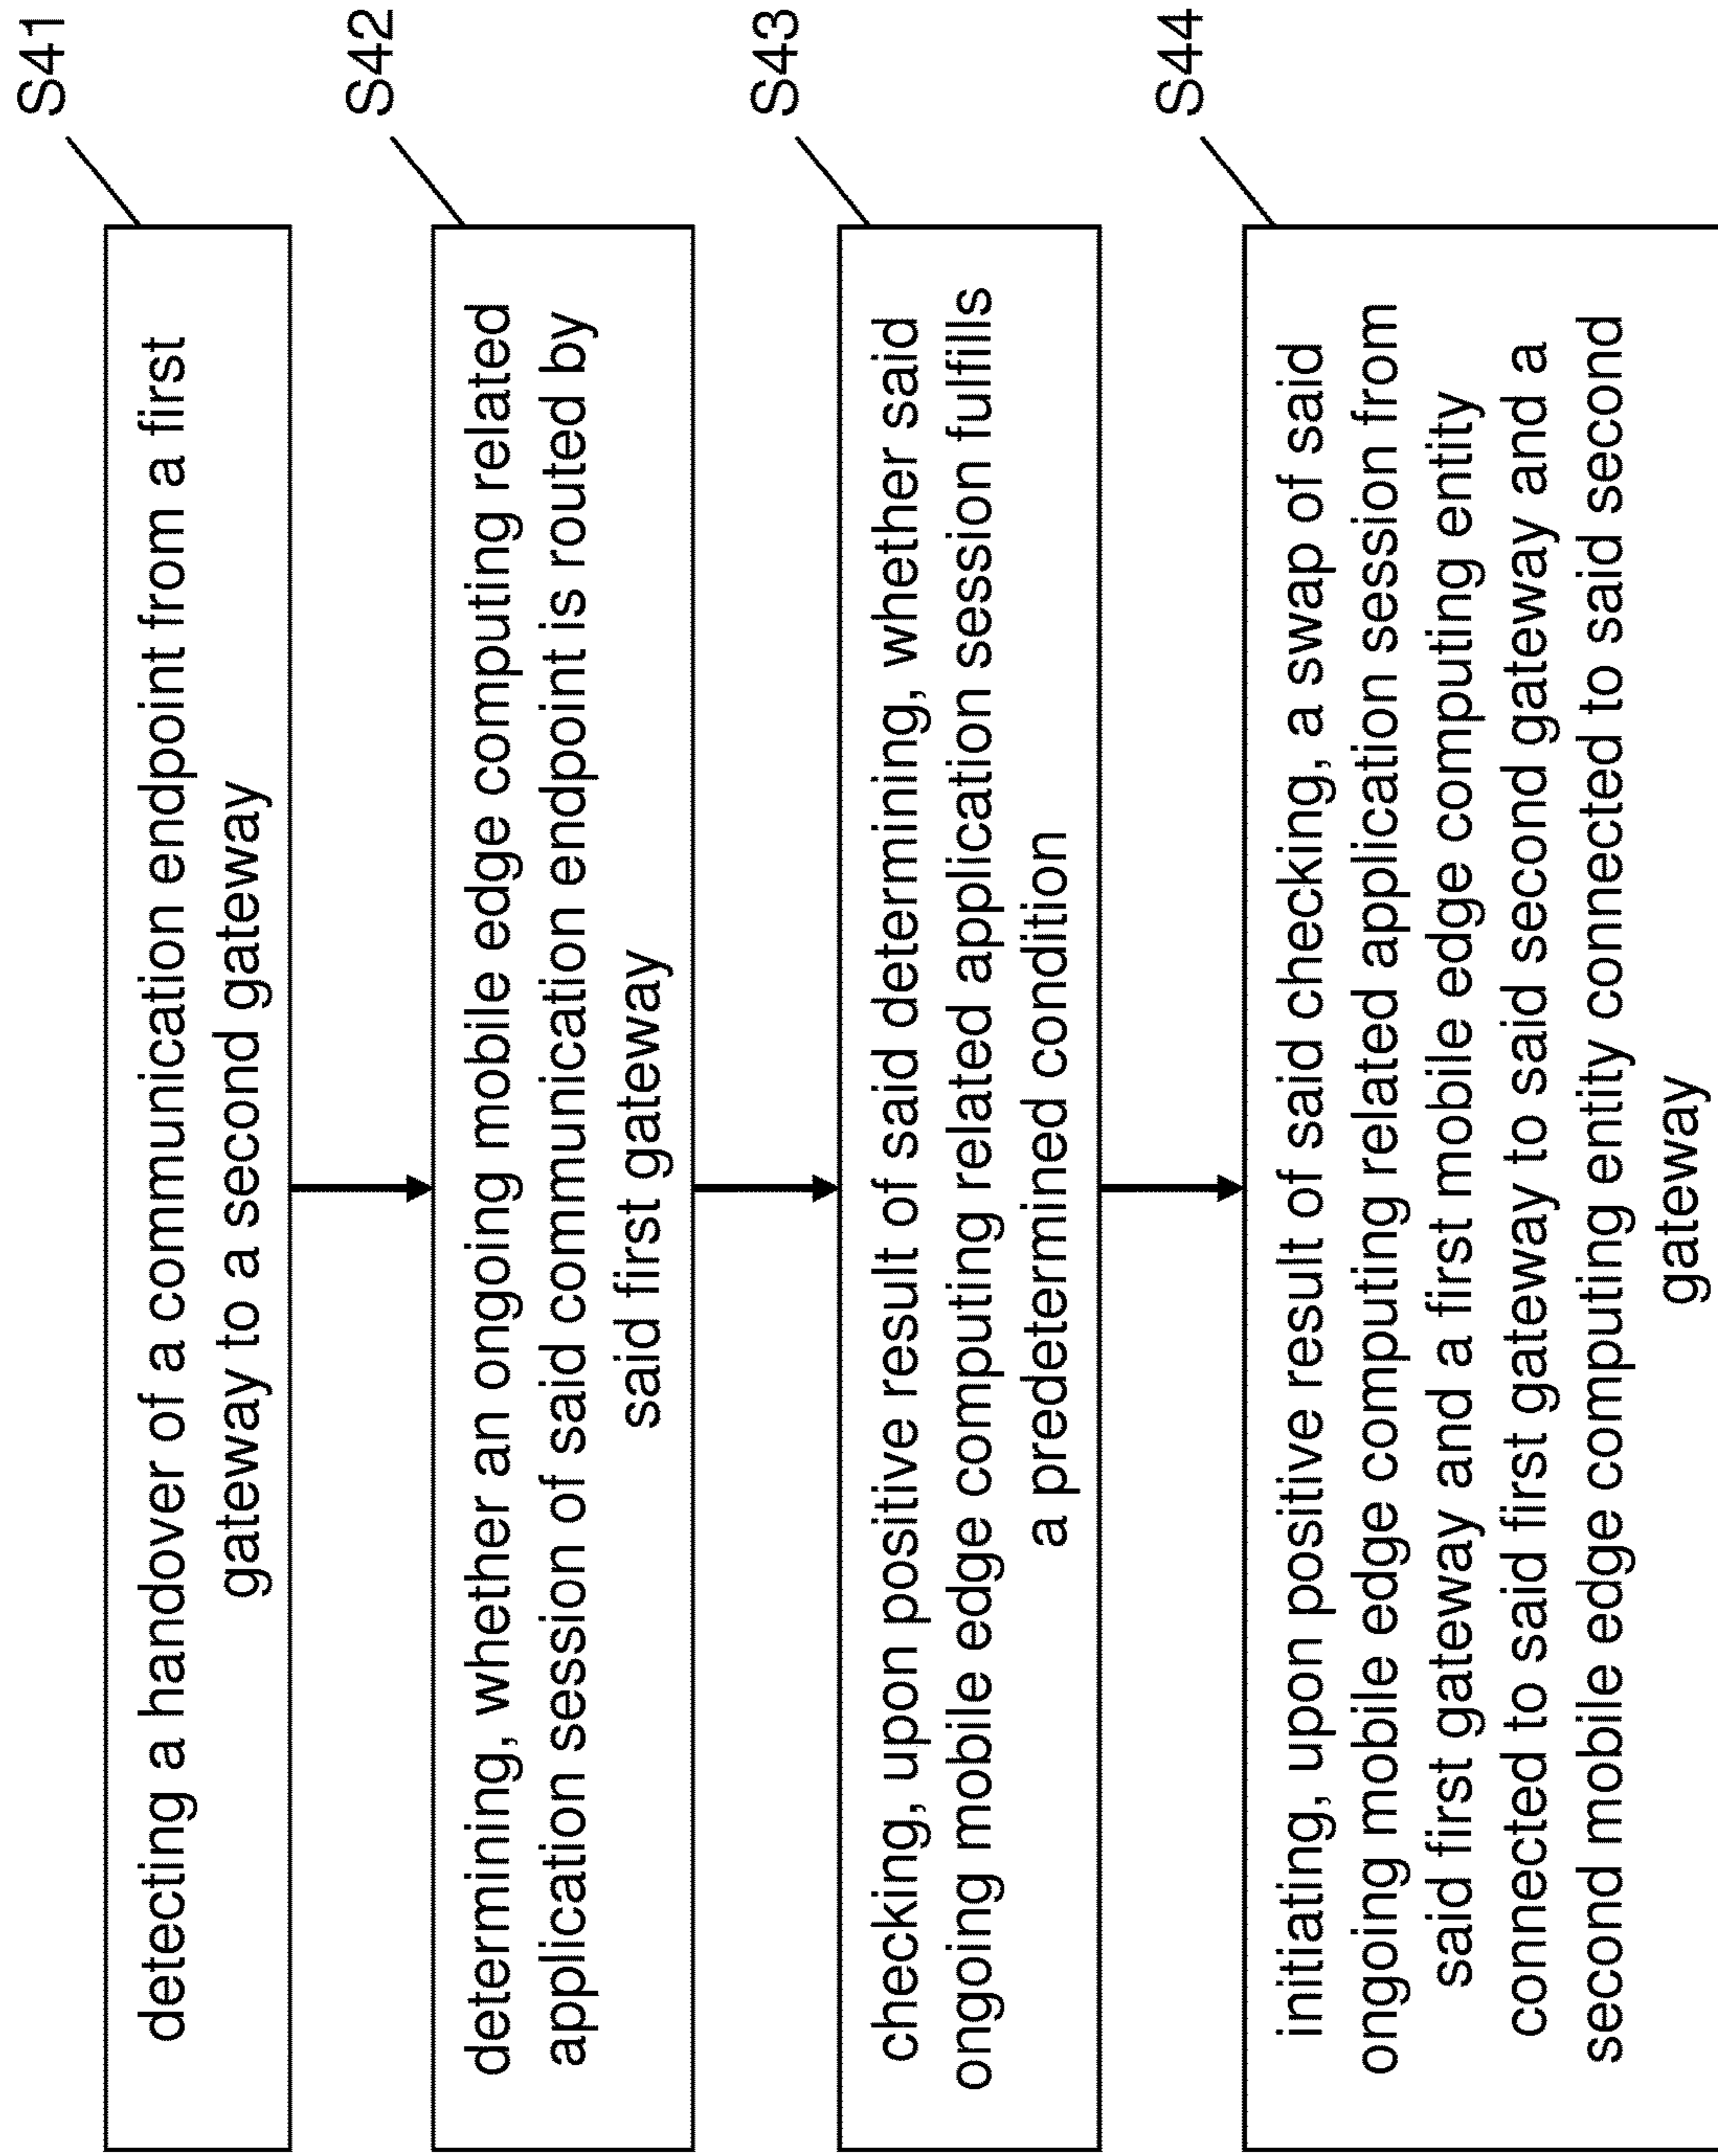 S41
detecting a handover of a communication endpoint from a first
gateway to a second gateway
S42
determining, whether an ongoing mobile edge computing related
application session of said communication endpoint is routed by
said first gateway
S43
checking, upon positive result of said determining, whether said
ongoing mobile edge computing related application session fulfills
a predetermined condition
S44
initiating, upon positive result of said checking, a swap of said
ongoing mobile edge computing related application session from
said first gateway and a first mobile edge computing entity
connected to said first gateway to said second gateway and a
second mobile edge computing entity connected to said second
gateway